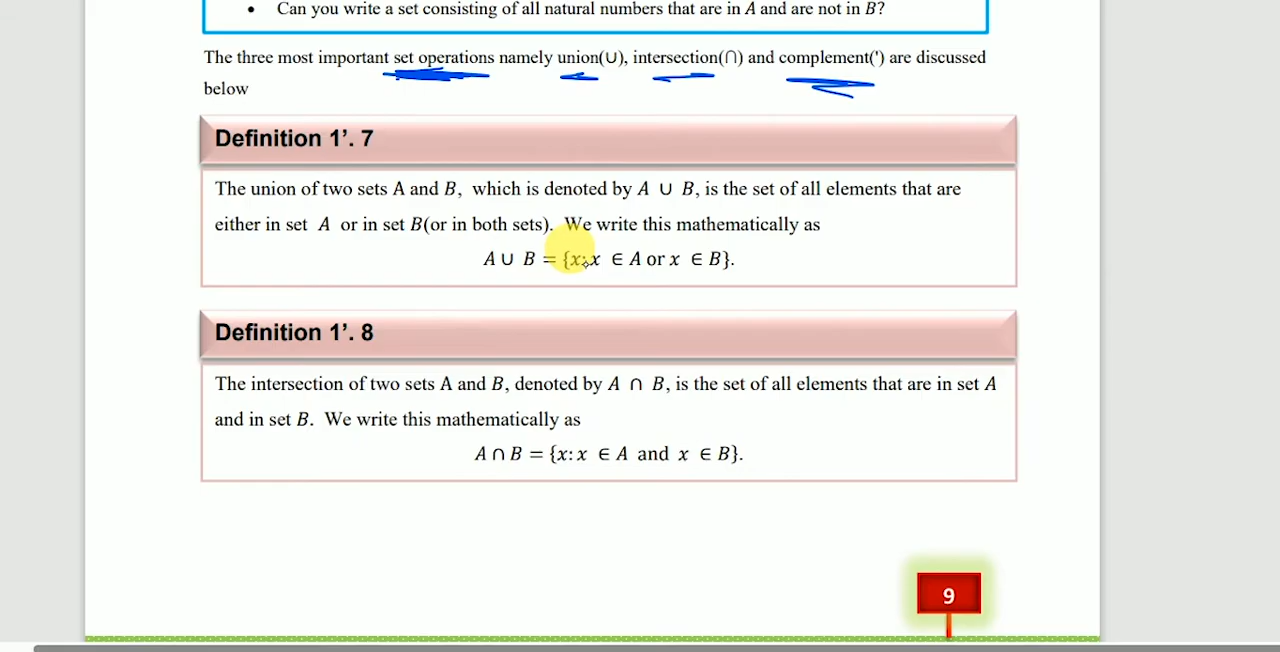 • Can you write a set consisting of all natural numbers that are in A and are not in B?
The three most important set operations namely union(∪), intersection(∩) and complement(') are discussed
below
Definition 1’. 7
The union of two sets A and B, which is denoted by A ∪ B, is the set of all elements that are
either in set A or in set B(or in both sets). We write this mathematically as
A ∪ B = {x: x ∈ A or x ∈ B}.
Definition 1’. 8
The intersection of two sets A and B, denoted by A ∩ B, is the set of all elements that are in set A
and in set B. We write this mathematically as
A ∩ B = {x: x ∈ A and x ∈ B}.
9